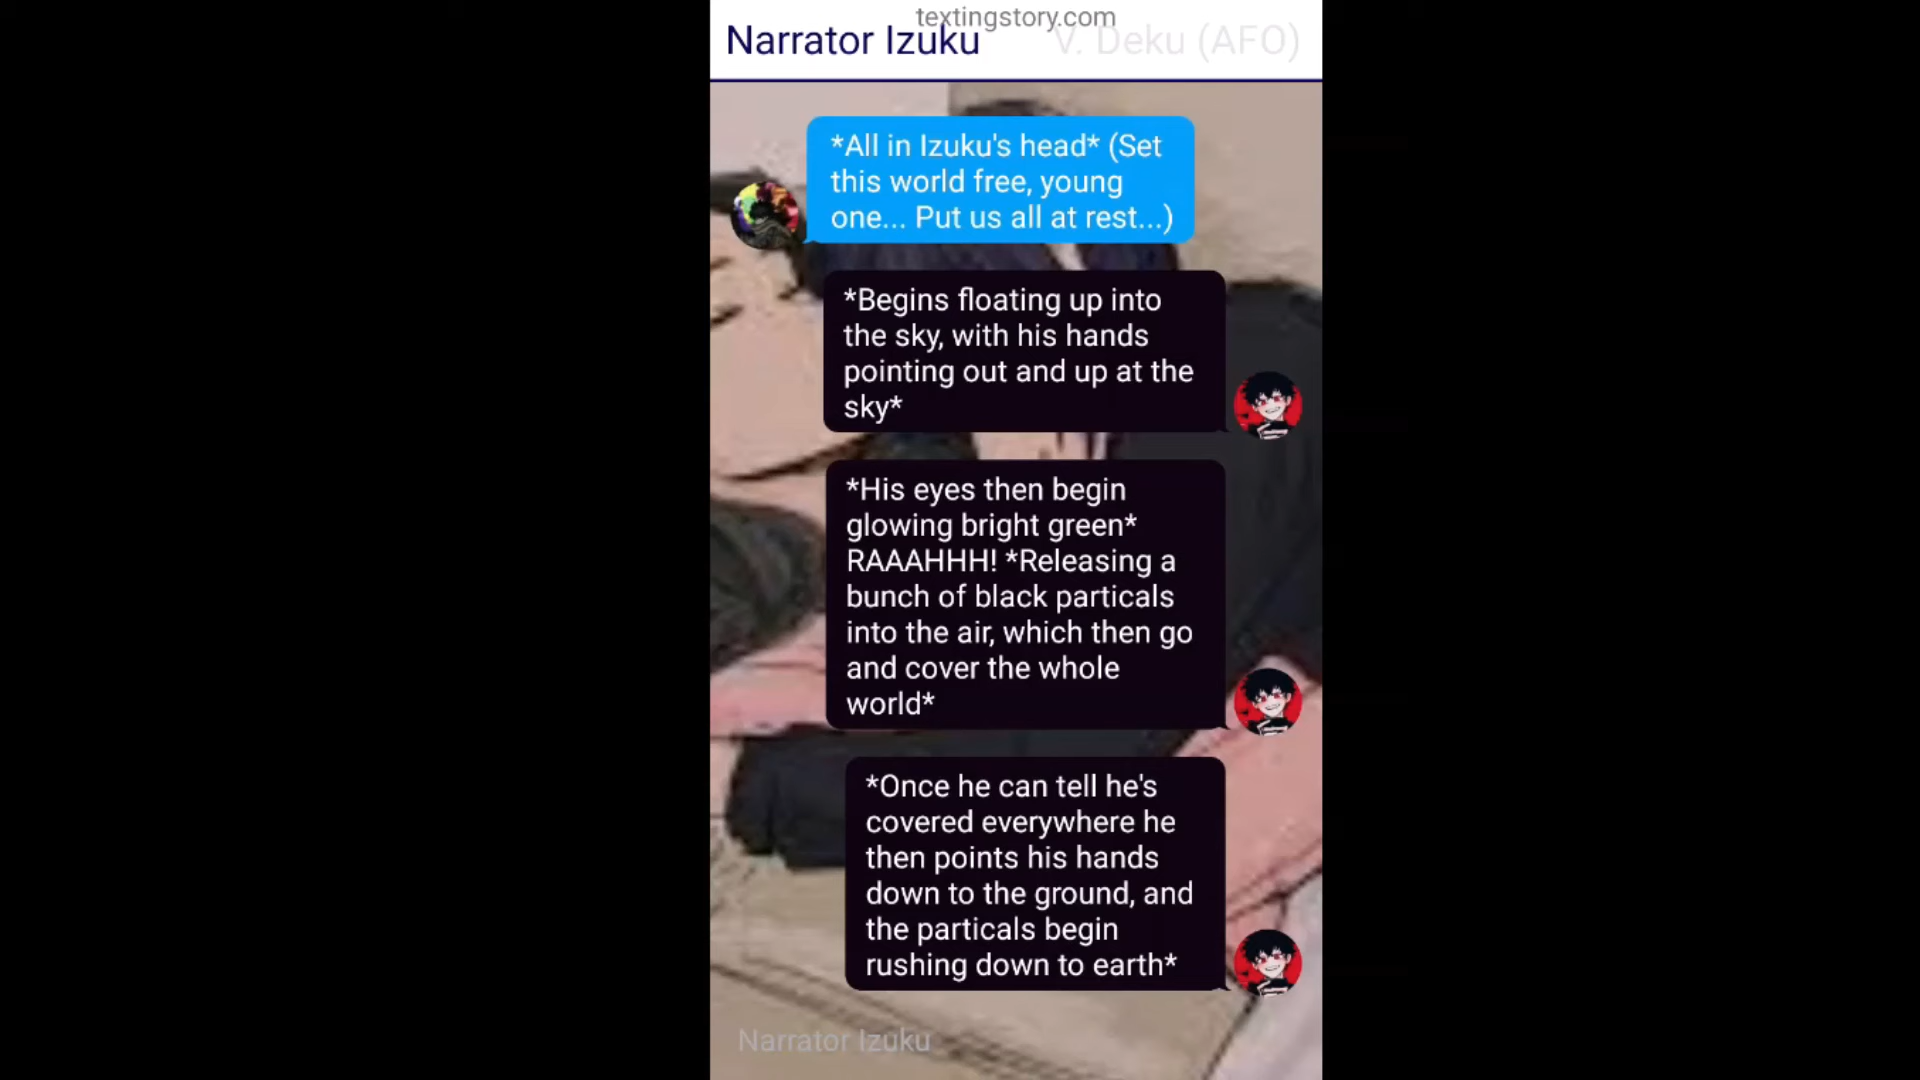 textingstory.com
Narrator Izuku V. Deku (AFO)
*All in Izuku's head* (Set
this world free, young
one... Put us all at rest...)
*Begins floating up into
the sky, with his hands
pointing out and up at the
sky*
*His eyes then begin
glowing bright green*
RAAAHHH! *Releasing a
bunch of black particals
into the air, which then go
and cover the whole
world*
*Once he can tell he's
covered everywhere he
then points his hands
down to the ground, and
the particals begin
rushing down to earth*
Narrator Izuku